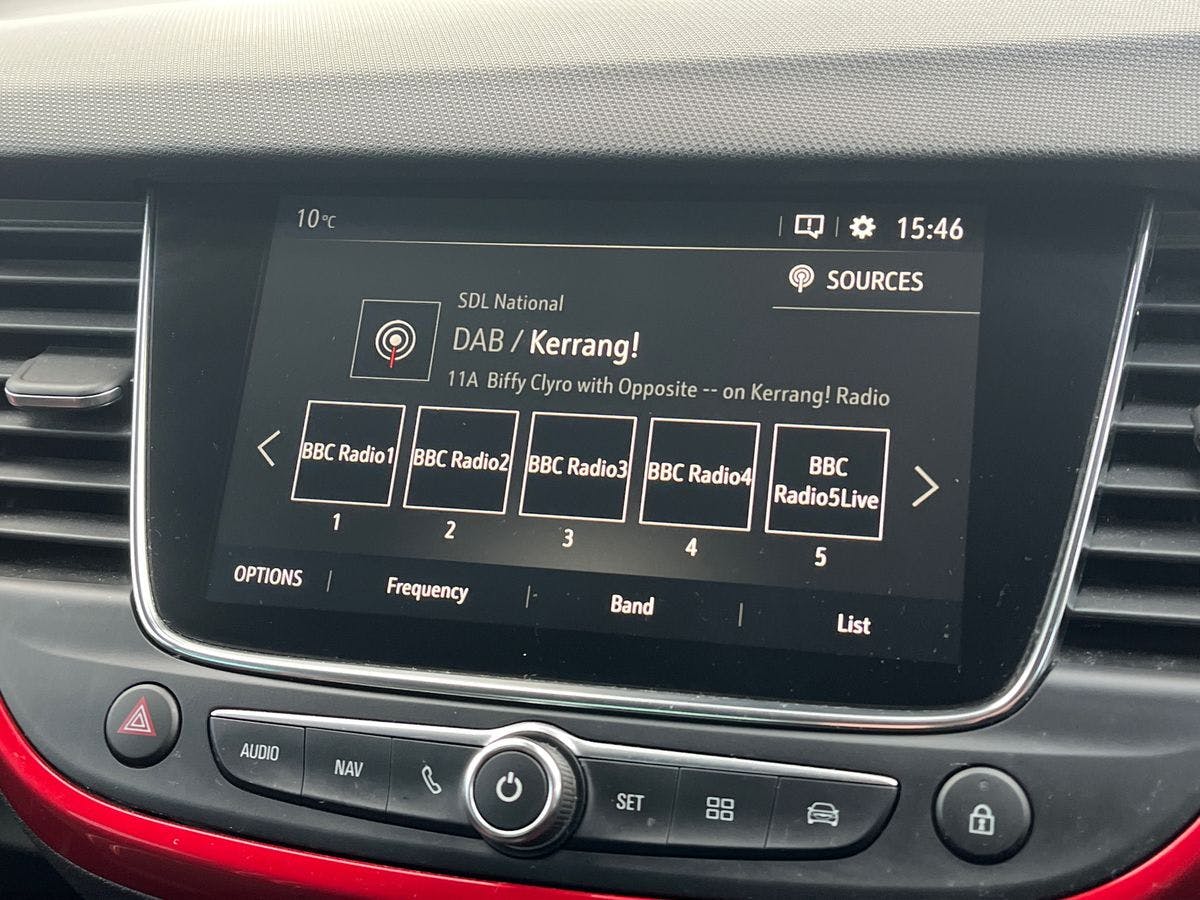 10°C
15:46
SOURCES
SDL National
DAB / Kerrang!
11A Biffy Clyro with Opposite -- on Kerrang! Radio
BBC Radio1
BBC Radio2
BBC Radio3
BBC Radio4
BBC
Radio5Live
1
2
3
4
5
OPTIONS
Frequency
Band
List
AUDIO
NAV
SET